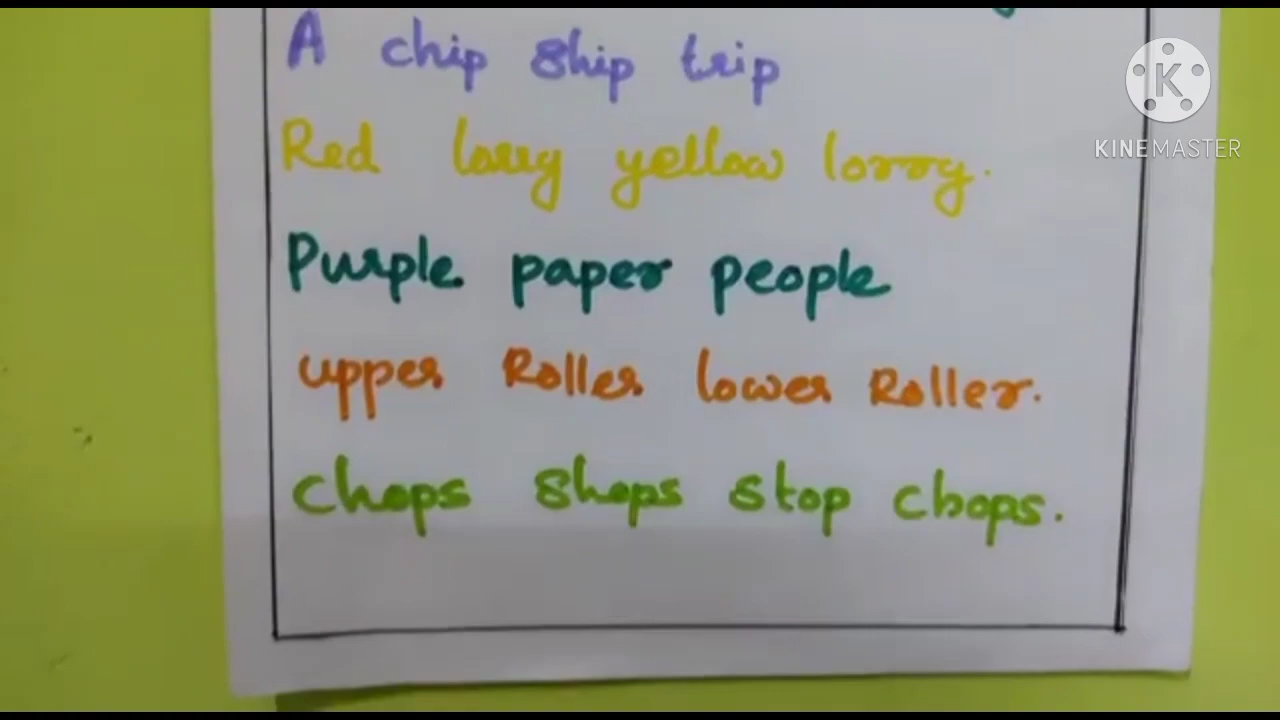 A chip ship trip
Red lorry yellow lorry.
Purple paper people
upper Roller lower Roller.
Chops shops stop chops.
KINEMASTER